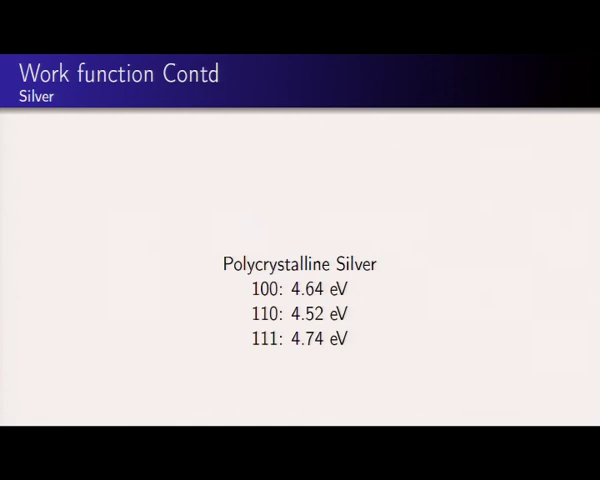 Work function Contd
Silver
Polycrystalline Silver
100: 4.64 eV
110: 4.52 eV
111: 4.74 eV